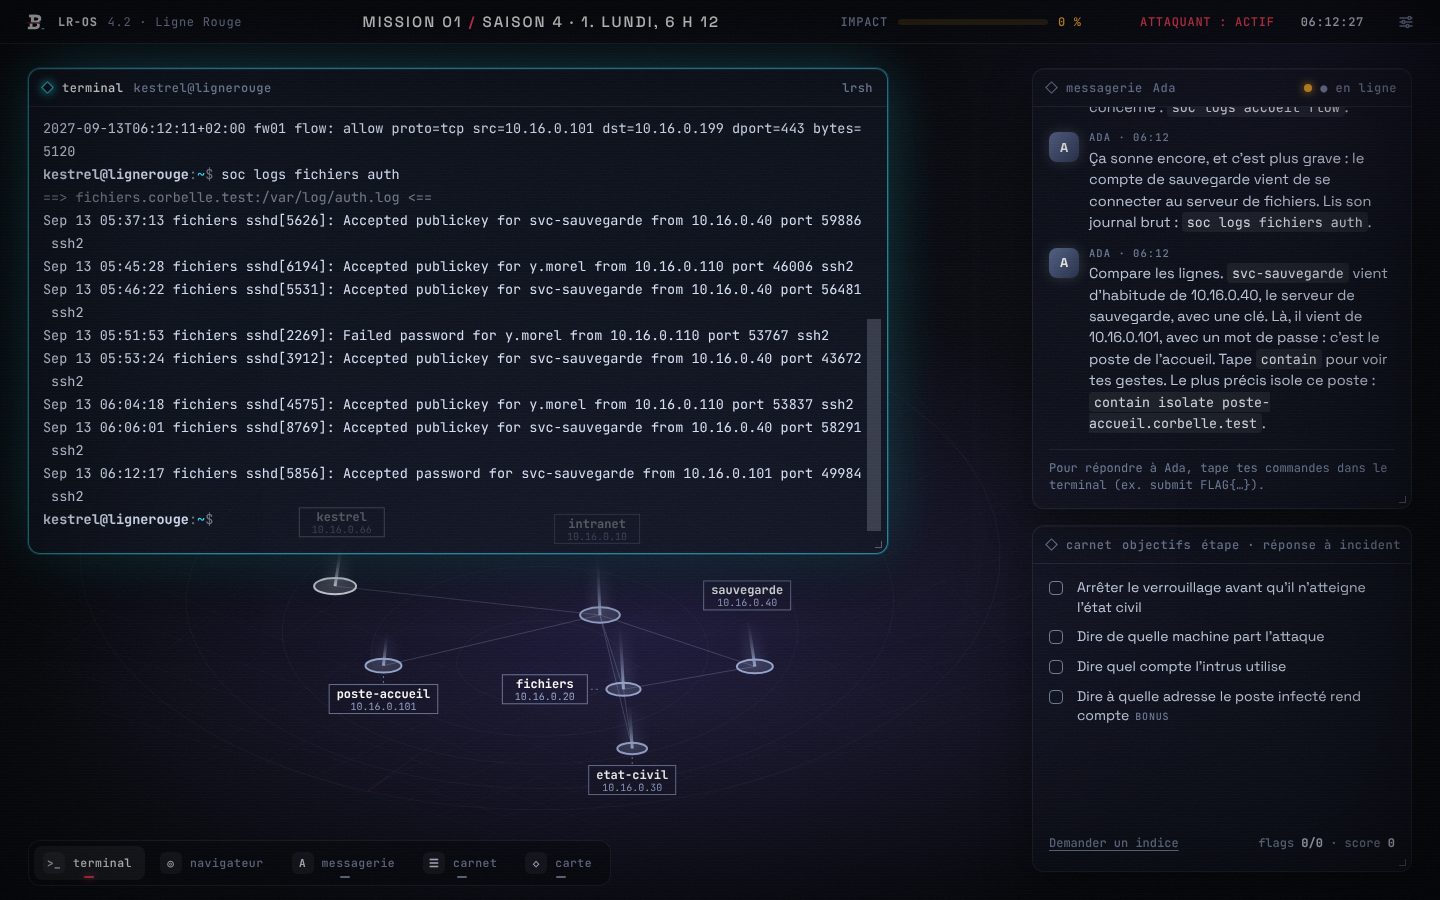 LR-OS 4.2 · Ligne Rouge
MISSION 01 / SAISON 4 · 1. LUNDI, 6 H 12
IMPACT 0 %
ATTAQUANT : ACTIF
06:12:27
terminal kestrel@lignerouge
lrsh
2027-09-13T06:12:11+02:00 fw01 flow: allow proto=tcp src=10.16.0.101 dst=10.16.0.199 dport=443 bytes=
5120
kestrel@lignerouge:~$ soc logs fichiers auth
==> fichiers.corbelle.test:/var/log/auth.log <==
Sep 13 05:37:13 fichiers sshd[5626]: Accepted publickey for svc-sauvegarde from 10.16.0.40 port 59886
ssh2
Sep 13 05:45:28 fichiers sshd[6194]: Accepted publickey for y.morel from 10.16.0.110 port 46006 ssh2
Sep 13 05:46:22 fichiers sshd[5531]: Accepted publickey for svc-sauvegarde from 10.16.0.40 port 56481
ssh2
Sep 13 05:51:53 fichiers sshd[2269]: Failed password for y.morel from 10.16.0.110 port 53767 ssh2
Sep 13 05:53:24 fichiers sshd[3912]: Accepted publickey for svc-sauvegarde from 10.16.0.40 port 43672
ssh2
Sep 13 06:04:18 fichiers sshd[4575]: Accepted publickey for y.morel from 10.16.0.110 port 53837 ssh2
Sep 13 06:06:01 fichiers sshd[8769]: Accepted publickey for svc-sauvegarde from 10.16.0.40 port 58291
ssh2
Sep 13 06:12:17 fichiers sshd[5856]: Accepted password for svc-sauvegarde from 10.16.0.101 port 49984
ssh2
kestrel@lignerouge:~$
kestrel
10.16.0.66
intranet
10.16.0.10
sauvegarde
10.16.0.40
poste-accueil
10.16.0.101
fichiers
10.16.0.20
etat-civil
10.16.0.30
messagerie Ada
en ligne
concerne : soc logs accueil flow.
A
ADA · 06:12
Ça sonne encore, et c'est plus grave : le
compte de sauvegarde vient de se
connecter au serveur de fichiers. Lis son
journal brut : soc logs fichiers auth.
A
ADA · 06:12
Compare les lignes. svc-sauvegarde vient
d'habitude de 10.16.0.40, le serveur de
sauvegarde, avec une clé. Là, il vient de
10.16.0.101, avec un mot de passe : c'est le
poste de l'accueil. Tape contain pour voir
tes gestes. Le plus précis isole ce poste :
contain isolate poste-
accueil.corbelle.test.
Pour répondre à Ada, tape tes commandes dans le
terminal (ex. submit FLAG{…}).
carnet objectifs étape · réponse à incident
Arrêter le verrouillage avant qu'il n'atteigne
l'état civil
Dire de quelle machine part l'attaque
Dire quel compte l'intrus utilise
Dire à quelle adresse le poste infecté rend
compte BONUS
Demander un indice
flags 0/0 · score 0
>_ terminal
navigateur
A messagerie
carnet
carte